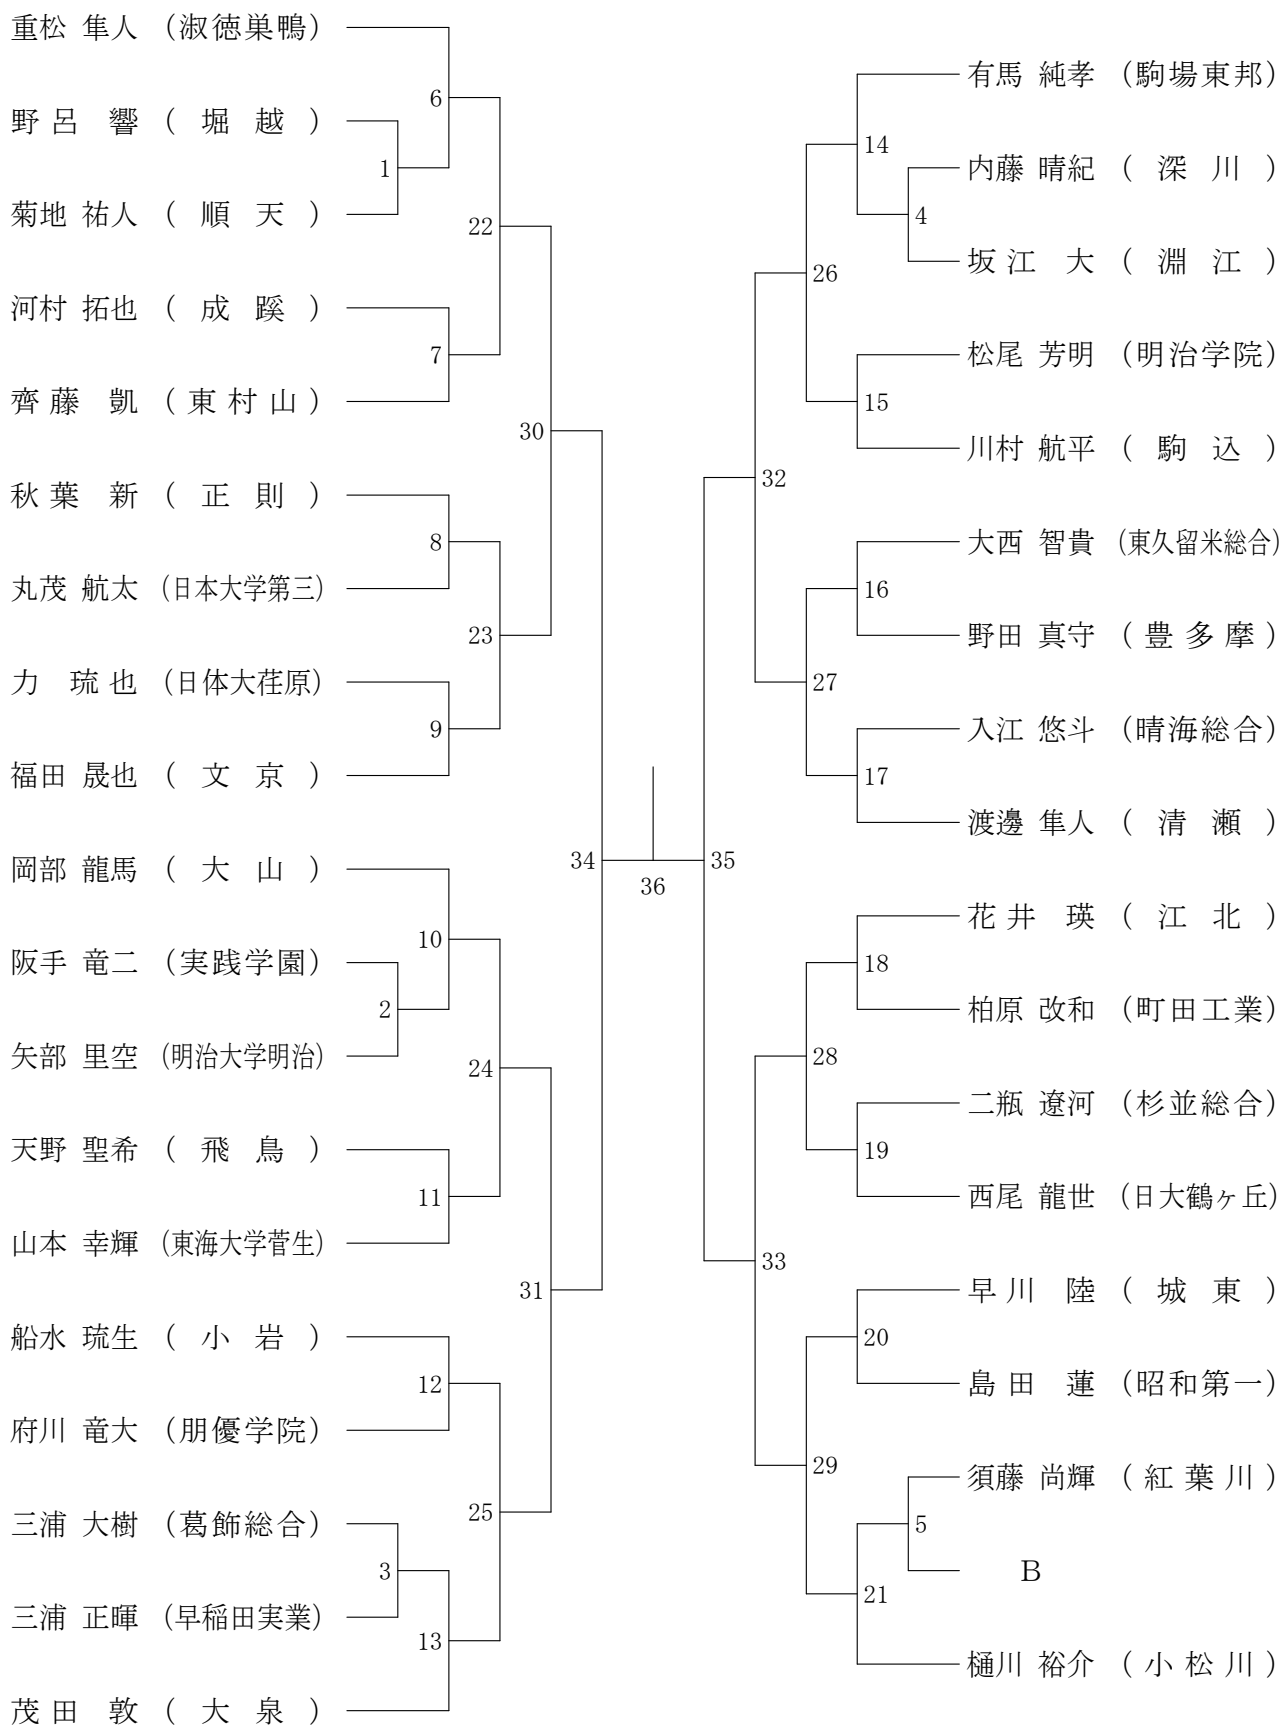 重松 隼人 (淑徳巣鴨)
野呂 響 (堀越)
菊地 祐人 (順天)
河村 拓也 (成蹊)
齊藤 凱 (東村山)
秋葉 新 (正則)
丸茂 航太 (日本大学第三)
力 琉也 (日体大荏原)
福田 晟也 (文京)
岡部 龍馬 (大山)
阪手 竜二 (実践学園)
矢部 里空 (明治大学明治)
天野 聖希 (飛鳥)
山本 幸輝 (東海大学菅生)
船水 琉生 (小岩)
府川 竜大 (朋優学院)
三浦 大樹 (葛飾総合)
三浦 正暉 (早稲田実業)
茂田 敦 (大泉)
1
2
3
6
7
8
9
10
11
12
13
22
23
24
25
30
31
34
36
35
32
33
26
27
28
29
14
15
16
17
18
19
20
21
4
5
有馬 純孝 (駒場東邦)
内藤 晴紀 (深川)
坂江 大 (淵江)
松尾 芳明 (明治学院)
川村 航平 (駒込)
大西 智貴 (東久留米総合)
野田 真守 (豊多摩)
入江 悠斗 (晴海総合)
渡邊 隼人 (清瀬)
花井 瑛 (江北)
柏原 改和 (町田工業)
二瓶 遼河 (杉並総合)
西尾 龍世 (日大鶴ヶ丘)
早川 陸 (城東)
島田 蓮 (昭和第一)
須藤 尚輝 (紅葉川)
B
樋川 裕介 (小松川)